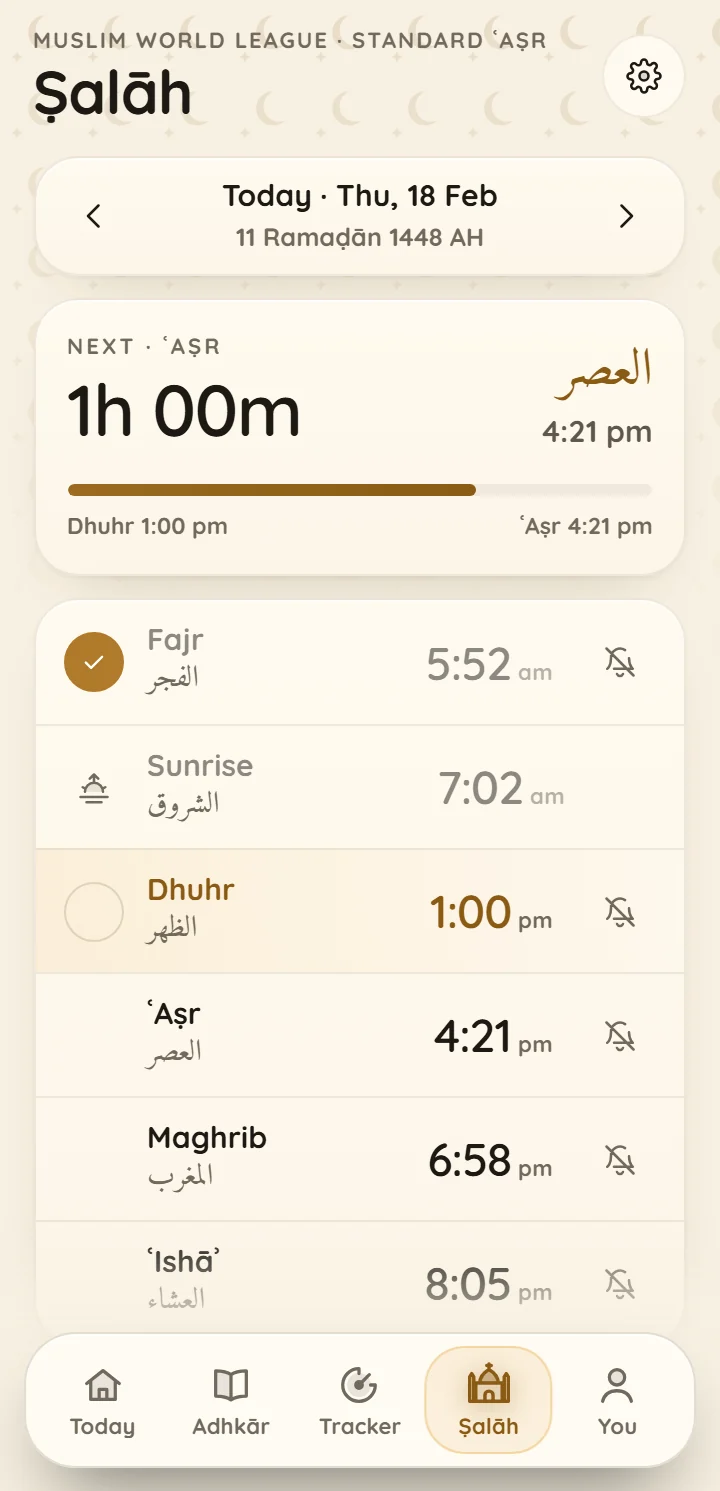 MUSLIM WORLD LEAGUE · STANDARD ʿAṢR
Ṣalāh
Today · Thu, 18 Feb
11 Ramaḍān 1448 AH
NEXT · ʿAṢR
العصر
1h 00m
4:21 pm
Dhuhr 1:00 pm
ʿAṣr 4:21 pm
Fajr
الفجر
5:52 am
Sunrise
الشروق
7:02 am
Dhuhr
الظهر
1:00 pm
ʿAṣr
العصر
4:21 pm
Maghrib
المغرب
6:58 pm
ʿIshāʾ
العشاء
8:05 pm
Today
Adhkār
Tracker
Ṣalāh
You